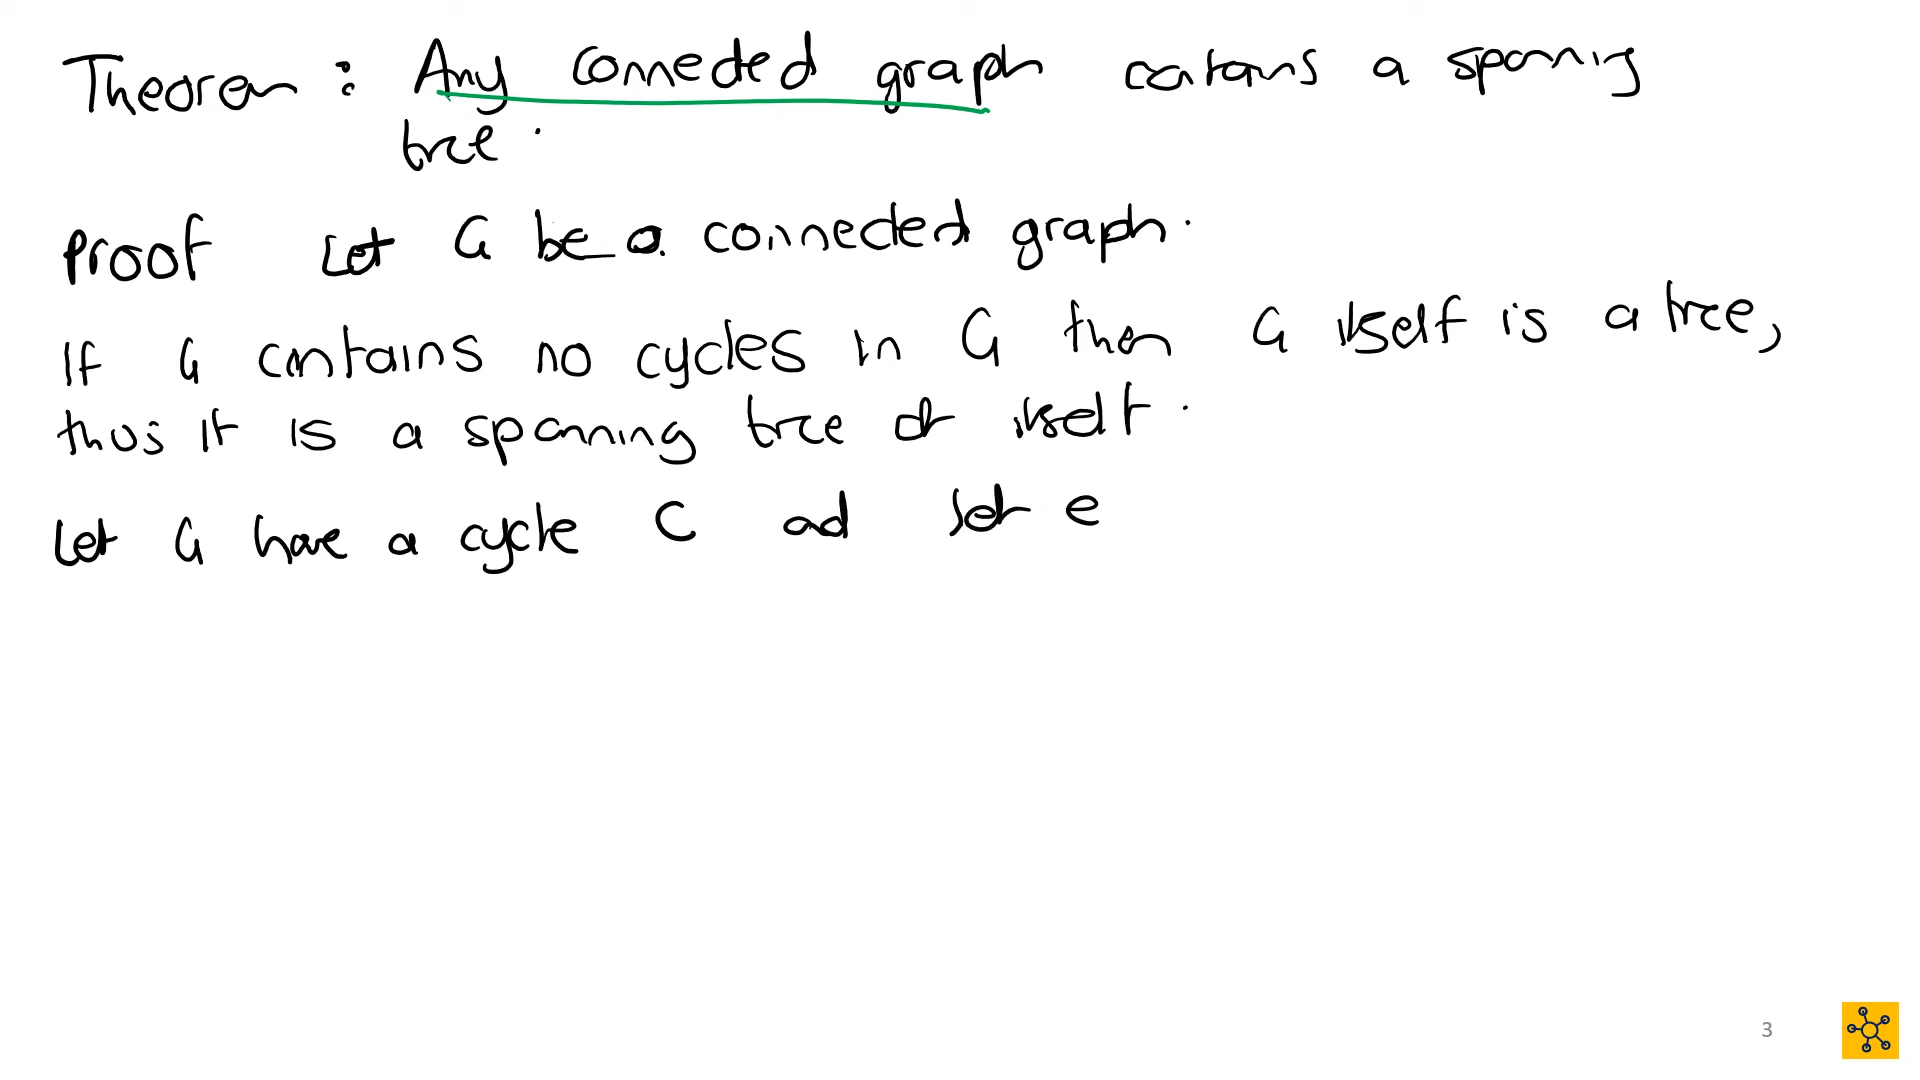 Theorem : Any connected graph contains a spanning
tree.
Proof Let G be a connected graph.
If G contains no cycles in G then G itself is a tree,
thus it is a spanning tree of itself.
Let G have a cycle C and let e
3